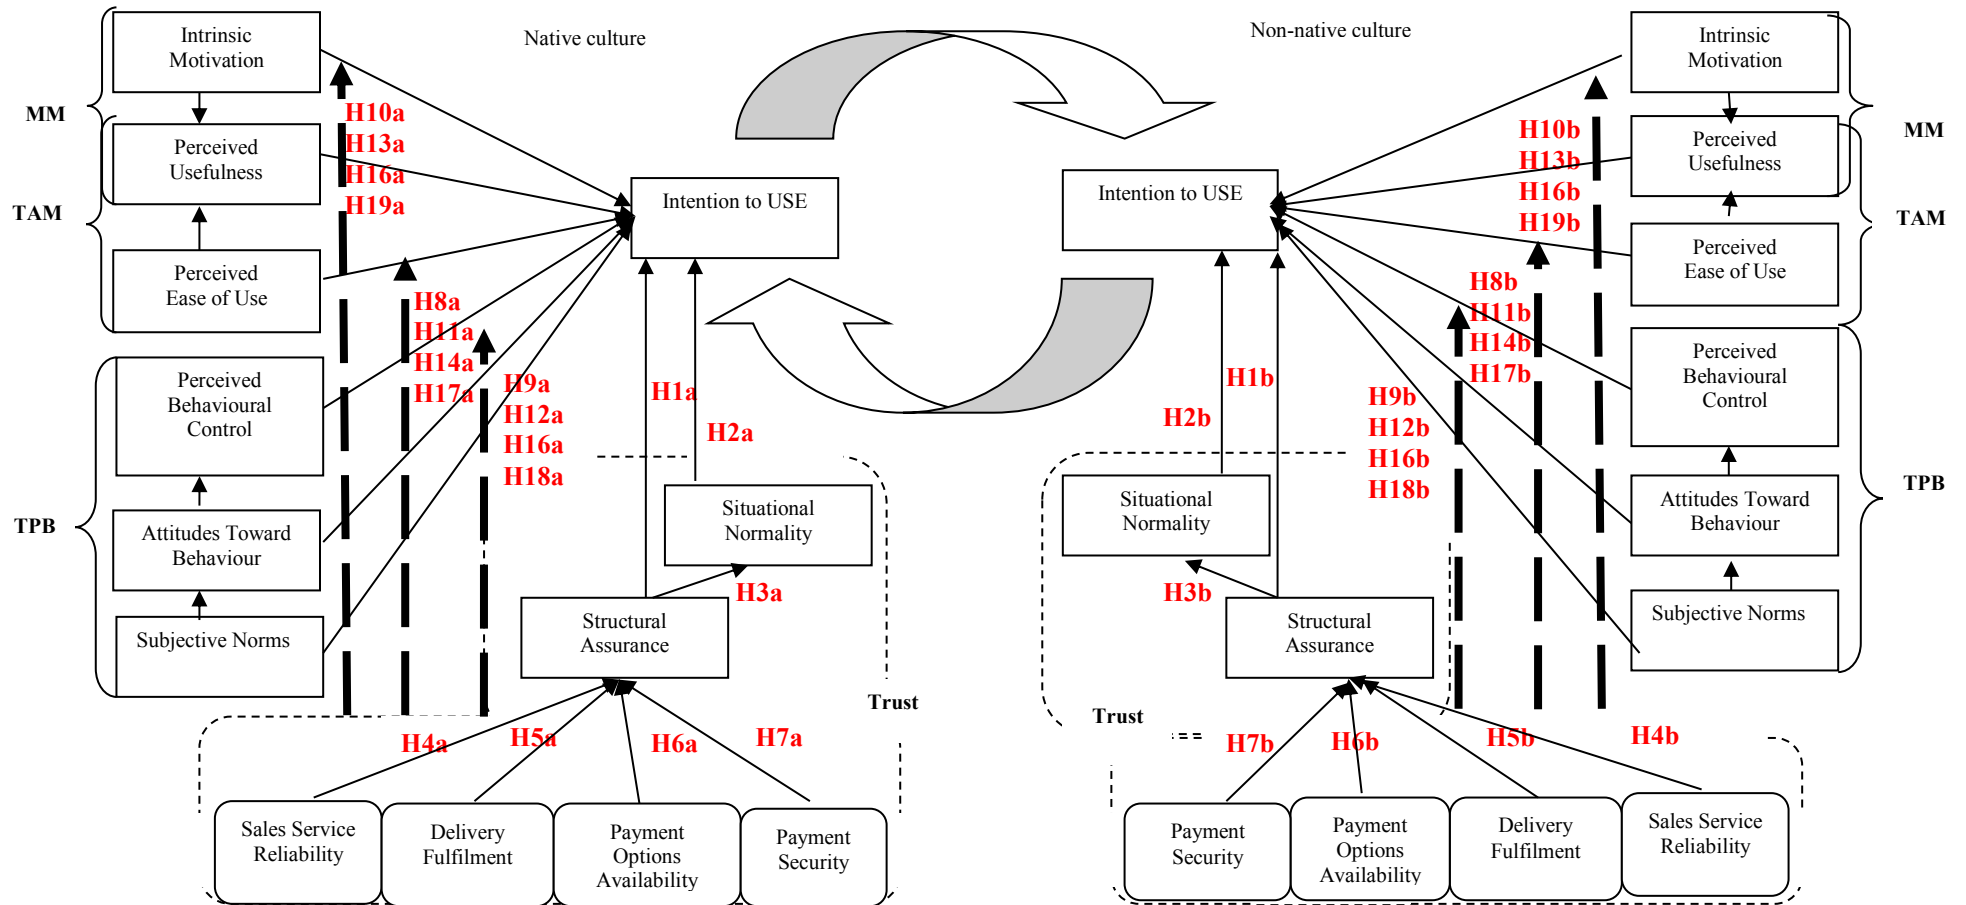 Native culture
Non-native culture
Intrinsic
Motivation
MM
Perceived
Usefulness
TAM
Perceived
Ease of Use
Perceived
Behavioural
Control
TPB
Attitudes Toward
Behaviour
Subjective Norms
H10a
H13a
H16a
H19a
H8a
H11a
H14a
H17a
H9a
H12a
H16a
H18a
Intention to USE
H1a
H2a
Situational
Normality
H3a
Structural
Assurance
Trust
H4a
H5a
H6a
H7a
Sales Service
Reliability
Delivery
Fulfilment
Payment
Options
Availability
Payment
Security
Intention to USE
H1b
H2b
Situational
Normality
H3b
Structural
Assurance
Trust
H7b
H6b
H5b
H4b
Payment
Security
Payment
Options
Availability
Delivery
Fulfilment
Sales Service
Reliability
H10b
H13b
H16b
H19b
H8b
H11b
H14b
H17b
H9b
H12b
H16b
H18b
Intrinsic
Motivation
MM
Perceived
Usefulness
TAM
Perceived
Ease of Use
Perceived
Behavioural
Control
TPB
Attitudes Toward
Behaviour
Subjective Norms